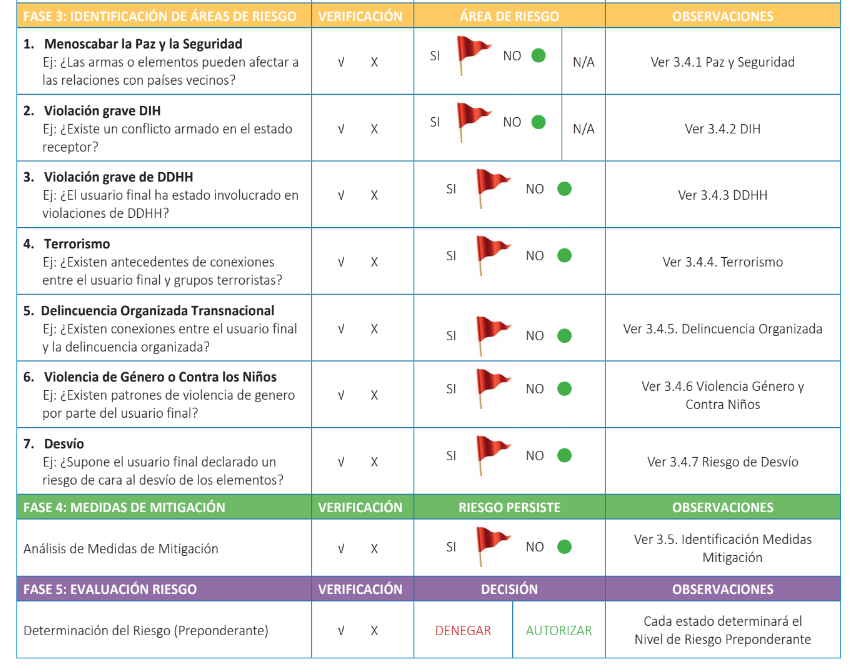 FASE 3: IDENTIFICACIÓN DE ÁREAS DE RIESGO VERIFICACIÓN ÁREA DE RIESGO OBSERVACIONES
1. Menoscabar la Paz y la Seguridad
Ej: ¿Las armas o elementos pueden afectar a
las relaciones con países vecinos?
√ X SI NO N/A Ver 3.4.1 Paz y Seguridad
2. Violación grave DIH
Ej: ¿Existe un conflicto armado en el estado
receptor?
√ X SI NO N/A Ver 3.4.2 DIH
3. Violación grave de DDHH
Ej: ¿El usuario final ha estado involucrado en
violaciones de DDHH?
√ X SI NO Ver 3.4.3 DDHH
4. Terrorismo
Ej: ¿Existen antecedentes de conexiones
entre el usuario final y grupos terroristas?
√ X SI NO Ver 3.4.4. Terrorismo
5. Delincuencia Organizada Transnacional
Ej: ¿Existen conexiones entre el usuario final
y la delincuencia organizada?
√ X SI NO Ver 3.4.5. Delincuencia Organizada
6. Violencia de Género o Contra los Niños
Ej: ¿Existen patrones de violencia de genero
por parte del usuario final?
√ X SI NO Ver 3.4.6 Violencia Género y
Contra Niños
7. Desvío
Ej: ¿Supone el usuario final declarado un
riesgo de cara al desvío de los elementos?
√ X SI NO Ver 3.4.7 Riesgo de Desvío
FASE 4: MEDIDAS DE MITIGACIÓN VERIFICACIÓN RIESGO PERSISTE OBSERVACIONES
Análisis de Medidas de Mitigación √ X SI NO Ver 3.5. Identificación Medidas
Mitigación
FASE 5: EVALUACIÓN RIESGO VERIFICACIÓN DECISIÓN OBSERVACIONES
Determinación del Riesgo (Preponderante) √ X DENEGAR AUTORIZAR Cada estado determinará el
Nivel de Riesgo Preponderante